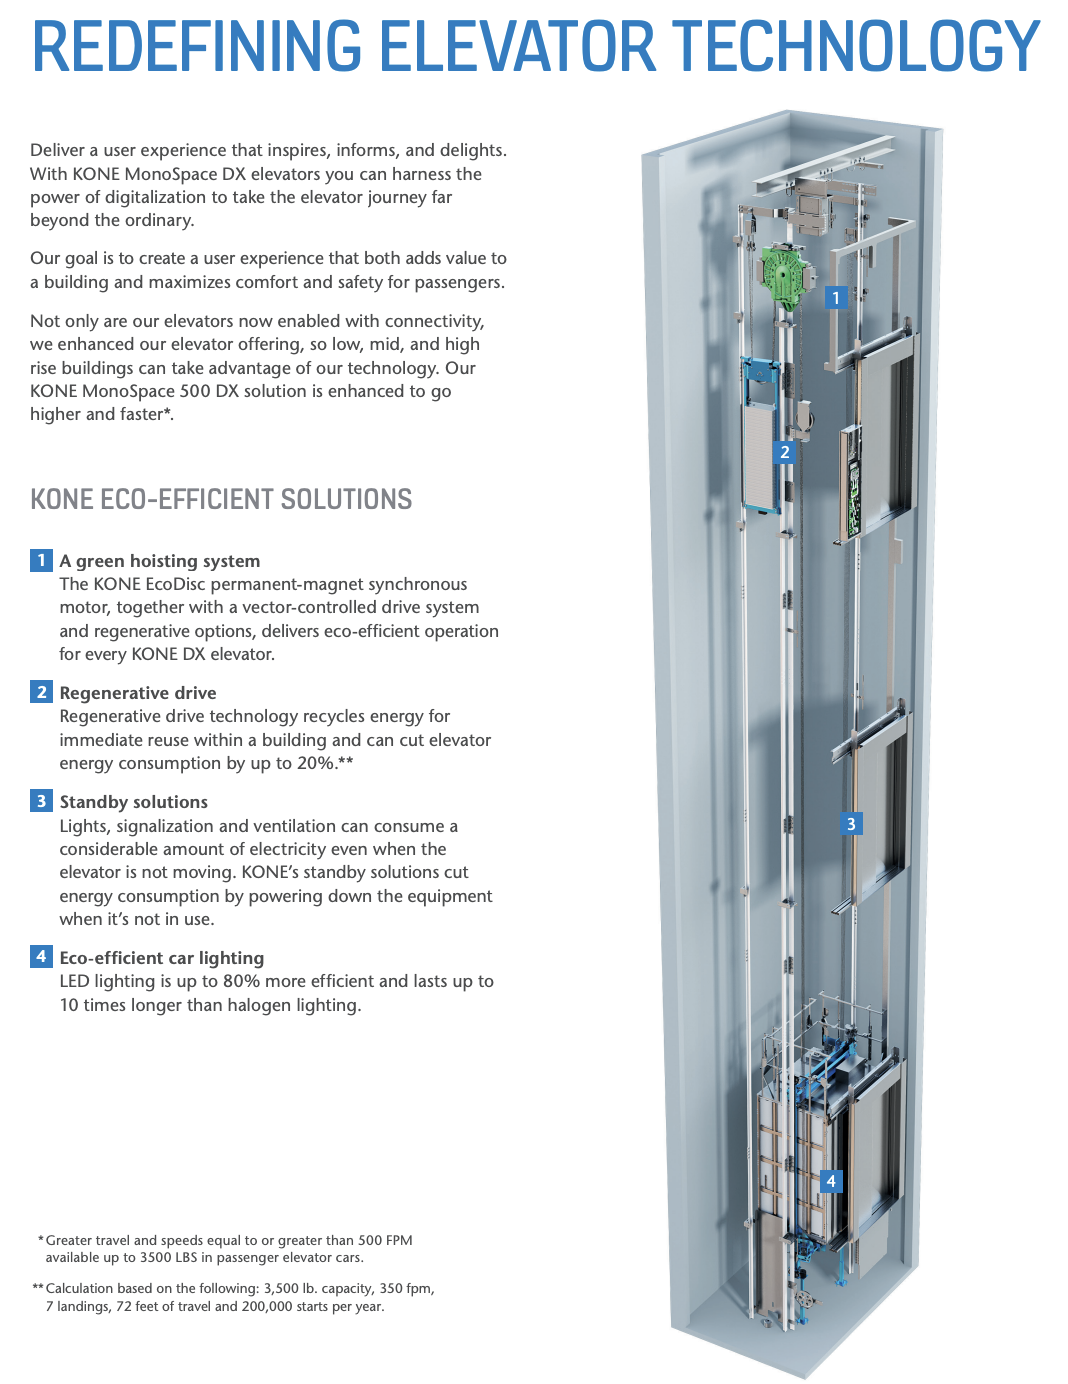 REDEFINING ELEVATOR TECHNOLOGY
Deliver a user experience that inspires, informs, and delights.
With KONE MonoSpace DX elevators you can harness the
power of digitalization to take the elevator journey far
beyond the ordinary.
Our goal is to create a user experience that both adds value to
a building and maximizes comfort and safety for passengers.
Not only are our elevators now enabled with connectivity,
we enhanced our elevator offering, so low, mid, and high
rise buildings can take advantage of our technology. Our
KONE MonoSpace 500 DX solution is enhanced to go
higher and faster*.
KONE ECO-EFFICIENT SOLUTIONS
1 A green hoisting system
The KONE EcoDisc permanent-magnet synchronous
motor, together with a vector-controlled drive system
and regenerative options, delivers eco-efficient operation
for every KONE DX elevator.
2 Regenerative drive
Regenerative drive technology recycles energy for
immediate reuse within a building and can cut elevator
energy consumption by up to 20%.**
3 Standby solutions
Lights, signalization and ventilation can consume a
considerable amount of electricity even when the
elevator is not moving. KONE's standby solutions cut
energy consumption by powering down the equipment
when it's not in use.
4 Eco-efficient car lighting
LED lighting is up to 80% more efficient and lasts up to
10 times longer than halogen lighting.
* Greater travel and speeds equal to or greater than 500 FPM
available up to 3500 LBS in passenger elevator cars.
** Calculation based on the following: 3,500 lb. capacity, 350 fpm,
7 landings, 72 feet of travel and 200,000 starts per year.
1
2
3
4